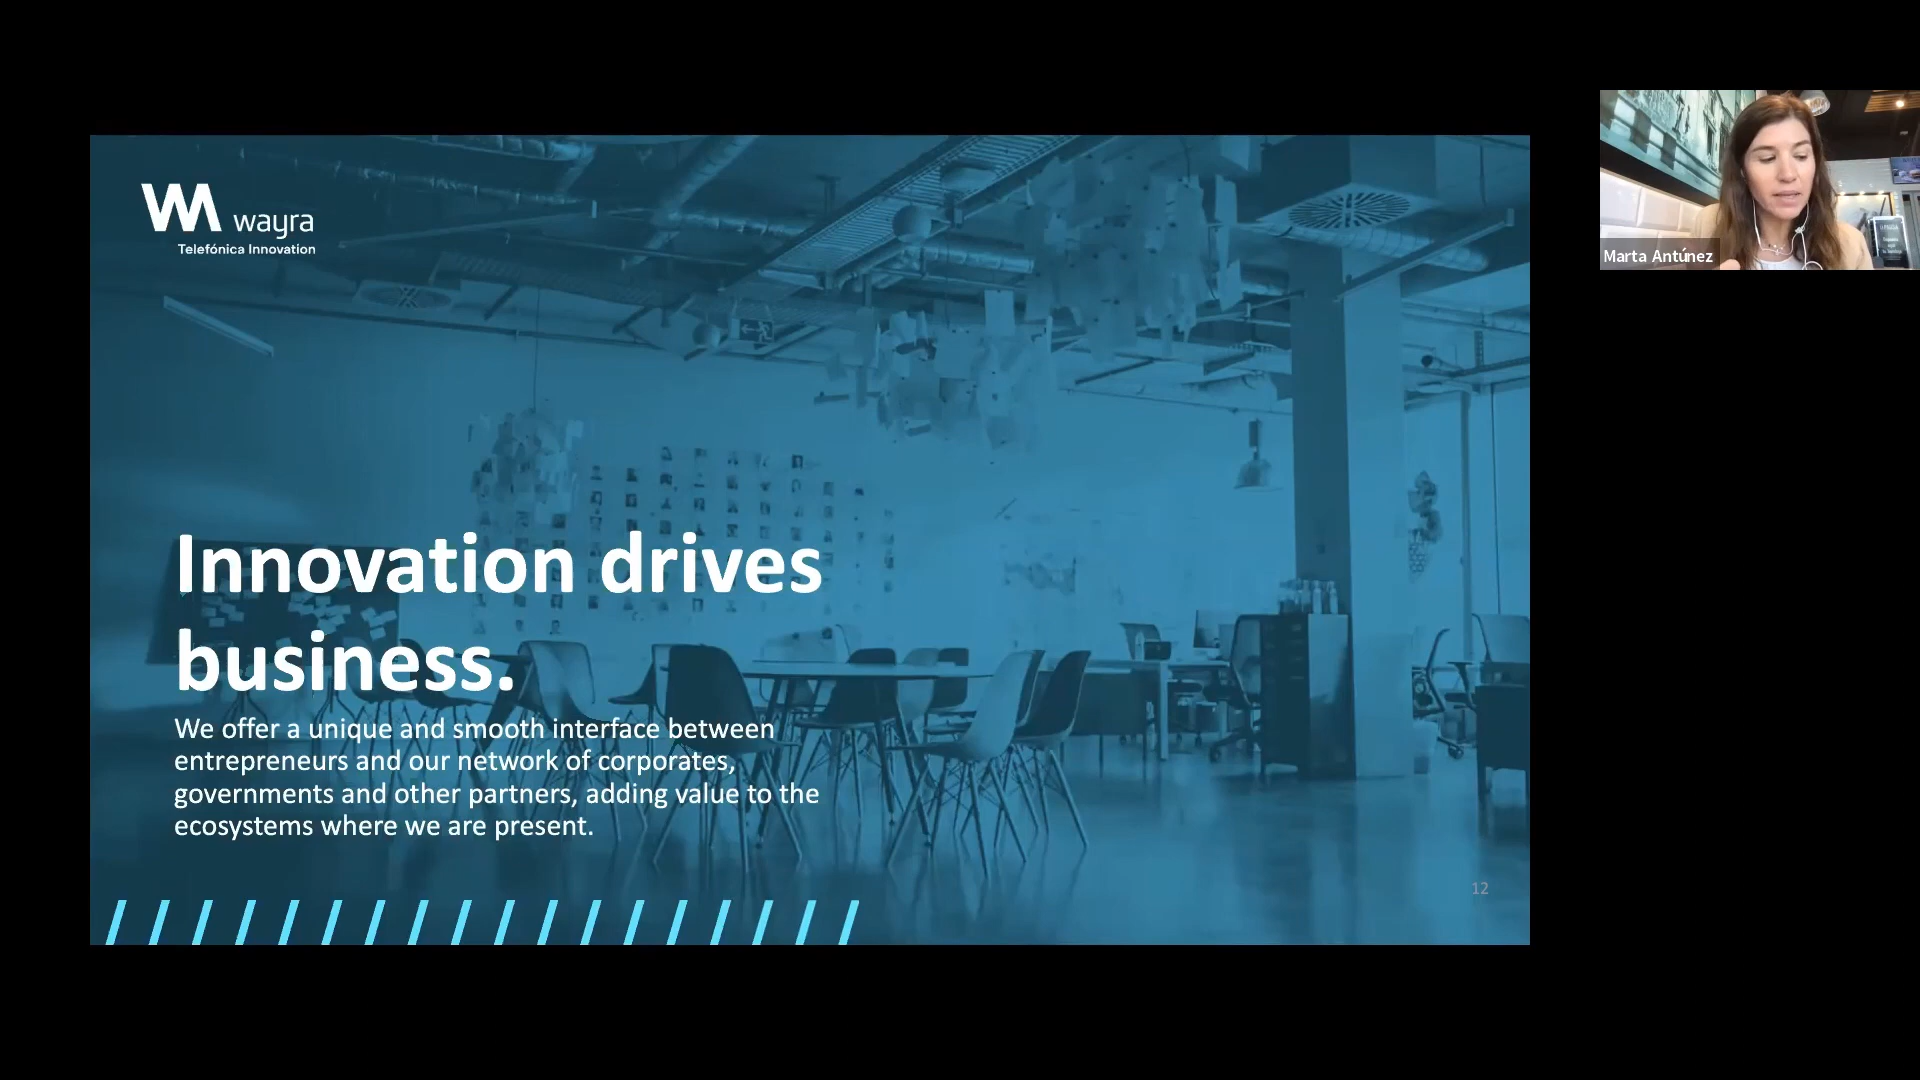 wayra
Telefónica Innovation
Innovation drives
business.
We offer a unique and smooth interface between
entrepreneurs and our network of corporates,
governments and other partners, adding value to the
ecosystems where we are present.
12
Marta Antúnez